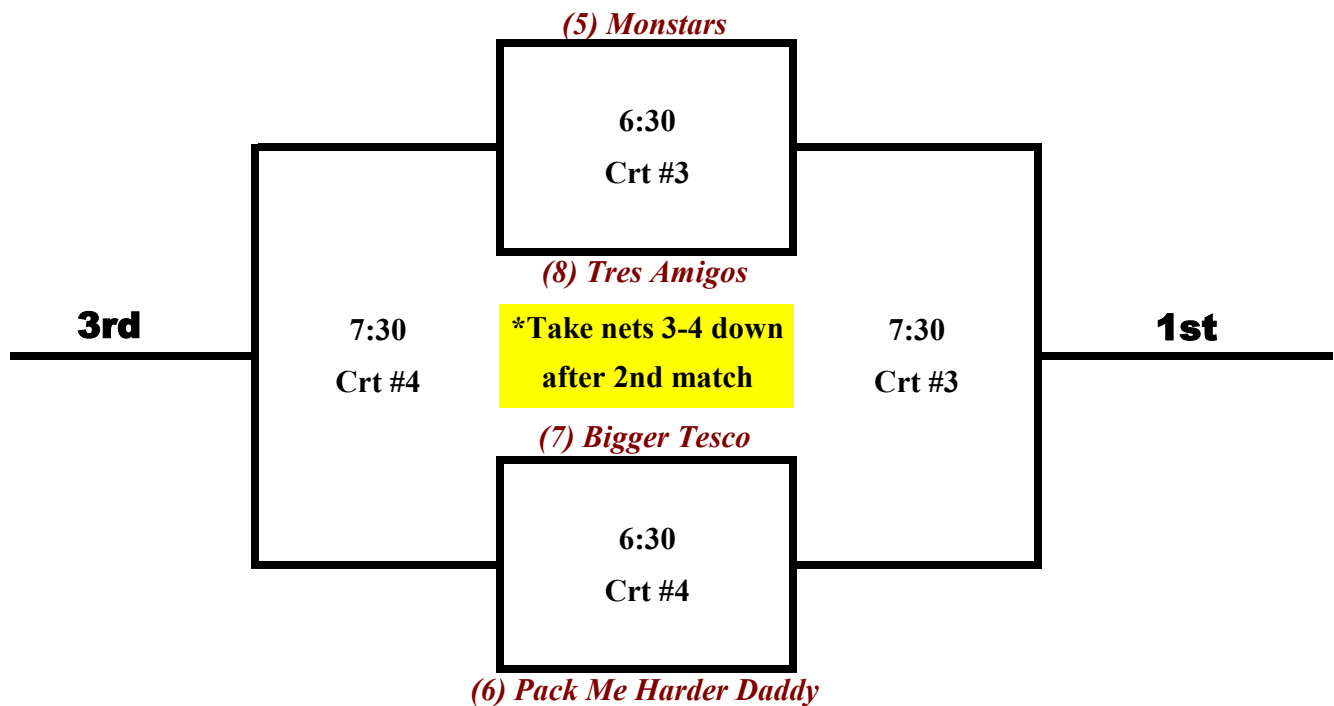 (5) Monstars
6:30
Crt #3
(8) Tres Amigos
3rd
7:30
Crt #4
*Take nets 3-4 down
after 2nd match
7:30
Crt #3
1st
(7) Bigger Tesco
6:30
Crt #4
(6) Pack Me Harder Daddy